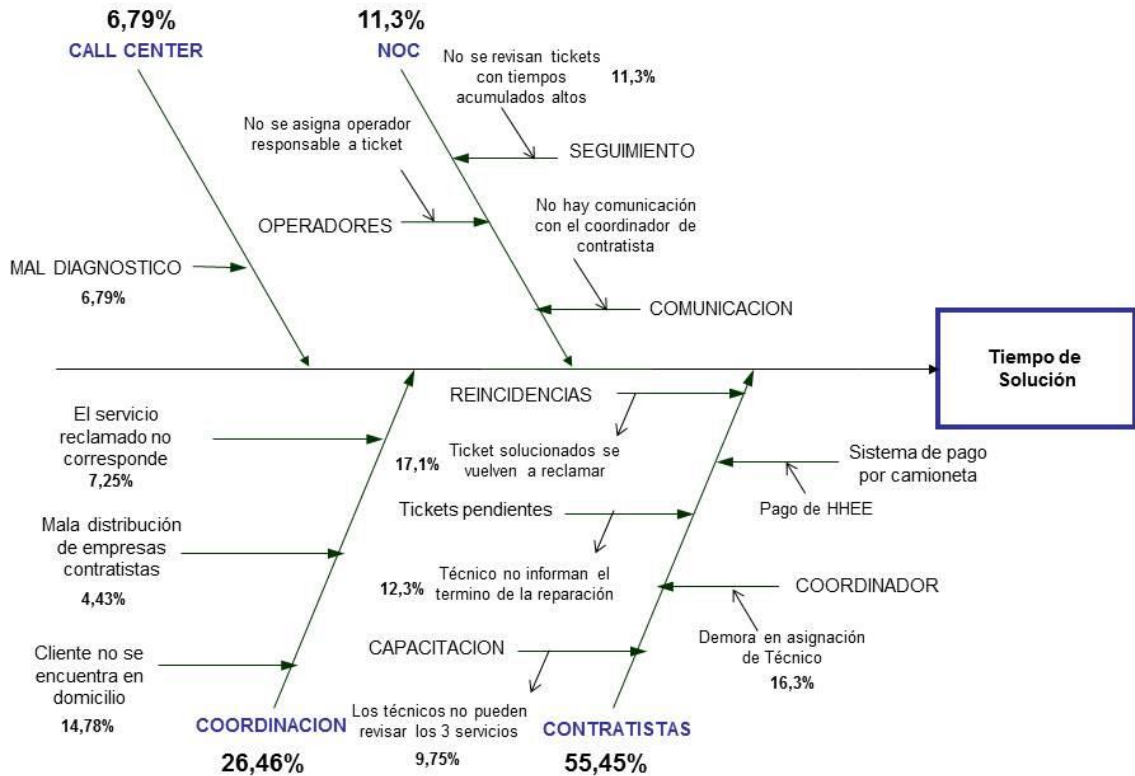 6,79%
CALL CENTER
11,3%
NOC
No se revisan tickets
con tiempos
acumulados altos
11,3%
No se asigna operador
responsable a ticket
SEGUIMIENTO
OPERADORES
No hay comunicación
con el coordinador de
contratista
MAL DIAGNOSTICO
6,79%
COMUNICACION
Tiempo de
Solución
El servicio
reclamado no
corresponde
7,25%
REINCIDENCIAS
17,1%
Ticket solucionados se
vuelven a reclamar
Sistema de pago
por camioneta
Pago de HHEE
Mala distribución
de empresas
contratistas
4,43%
Tickets pendientes
12,3%
Técnico no informan el
termino de la reparación
COORDINADOR
Demora en asignación
de Técnico
16,3%
Cliente no se
encuentra en
domicilio
14,78%
CAPACITACION
Los técnicos no pueden
revisar los 3 servicios
9,75%
COORDINACION
26,46%
CONTRATISTAS
55,45%